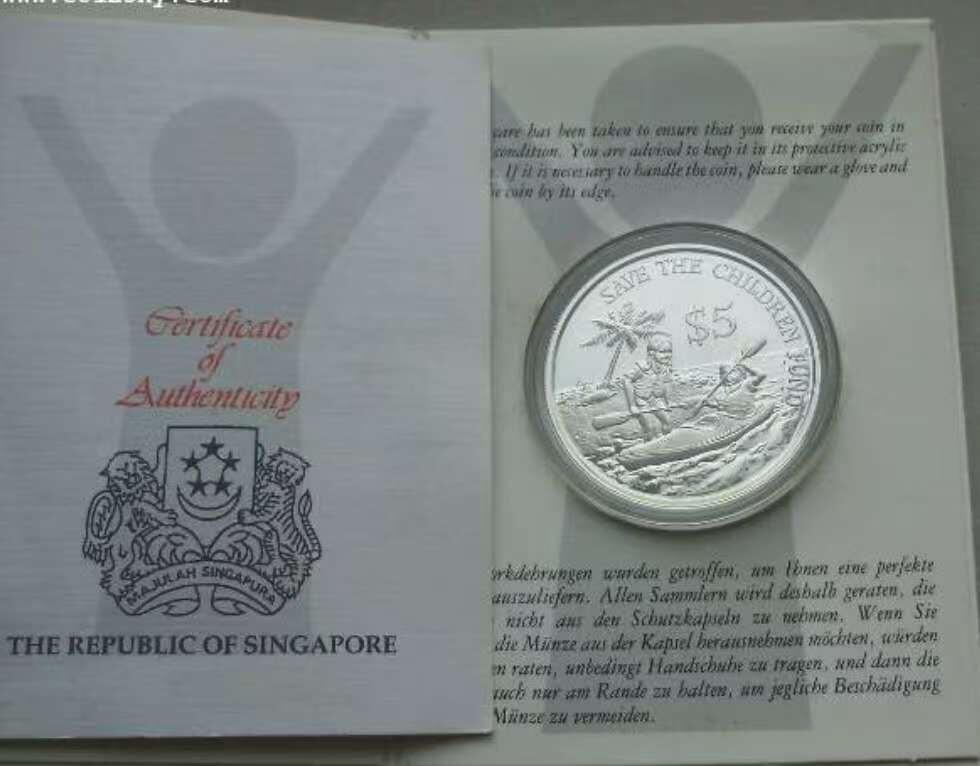 Certificate
of
Authenticity
MAJULAH SINGAPURA
THE REPUBLIC OF SINGAPORE
care has been taken to ensure that you receive your coin in
condition. You are advised to keep it in its protective acrylic
. If it is necessary to handle the coin, please wear a glove and
coin by its edge.
SAVE THE CHILDREN FUND
$5
wurden getroffen, um Ihnen eine perfekte
auszuliefern. Allen Sammlern wird deshalb geraten, die
nicht aus den Schutzkapseln zu nehmen. Wenn Sie
die Münze aus der Kapsel herausnehmen möchten, würden
raten, unbedingt Handschuhe zu tragen, und dann die
auch nur am Rande zu halten, um jegliche Beschädigung
Münze zu vermeiden.